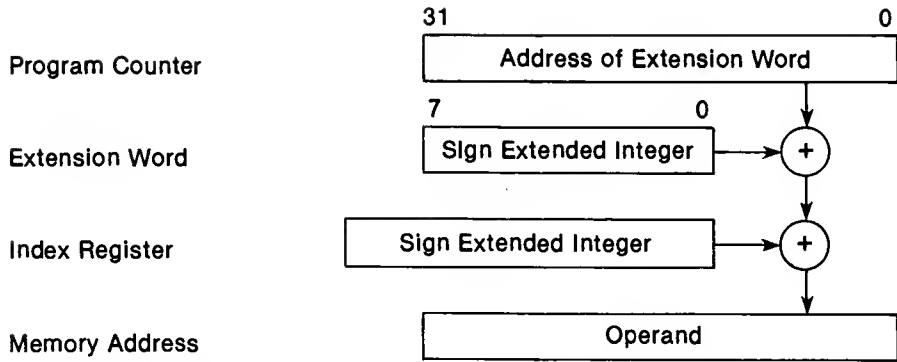 31 0
Program Counter Address of Extension Word
7 0
Extension Word Sign Extended Integer +
Index Register Sign Extended Integer +
Memory Address Operand